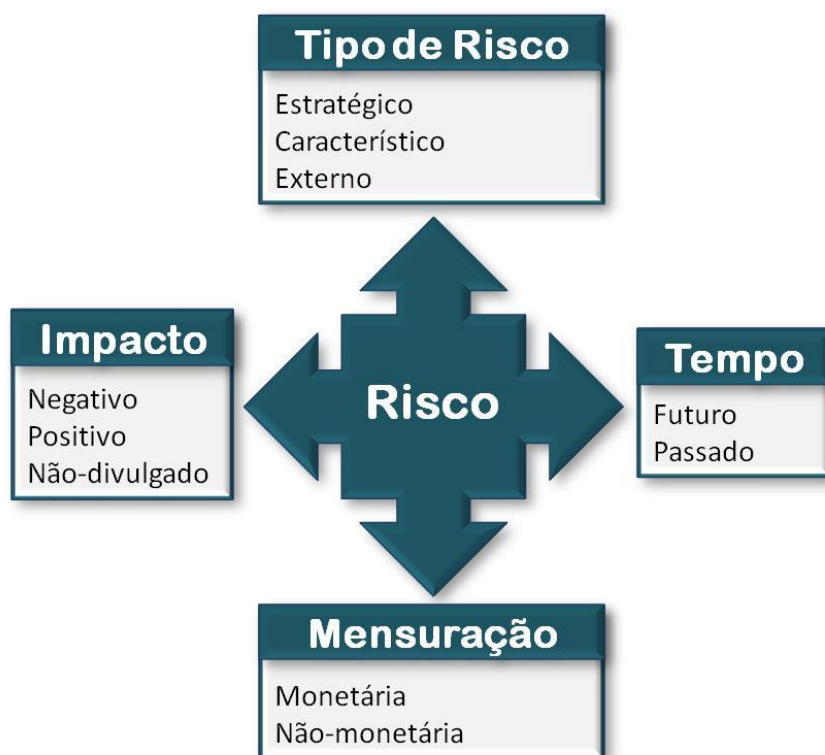 Tipo de Risco
Estratégico
Característico
Externo
Impacto
Negativo
Positivo
Não-divulgado
Risco
Tempo
Futuro
Passado
Mensuração
Monetária
Não-monetária